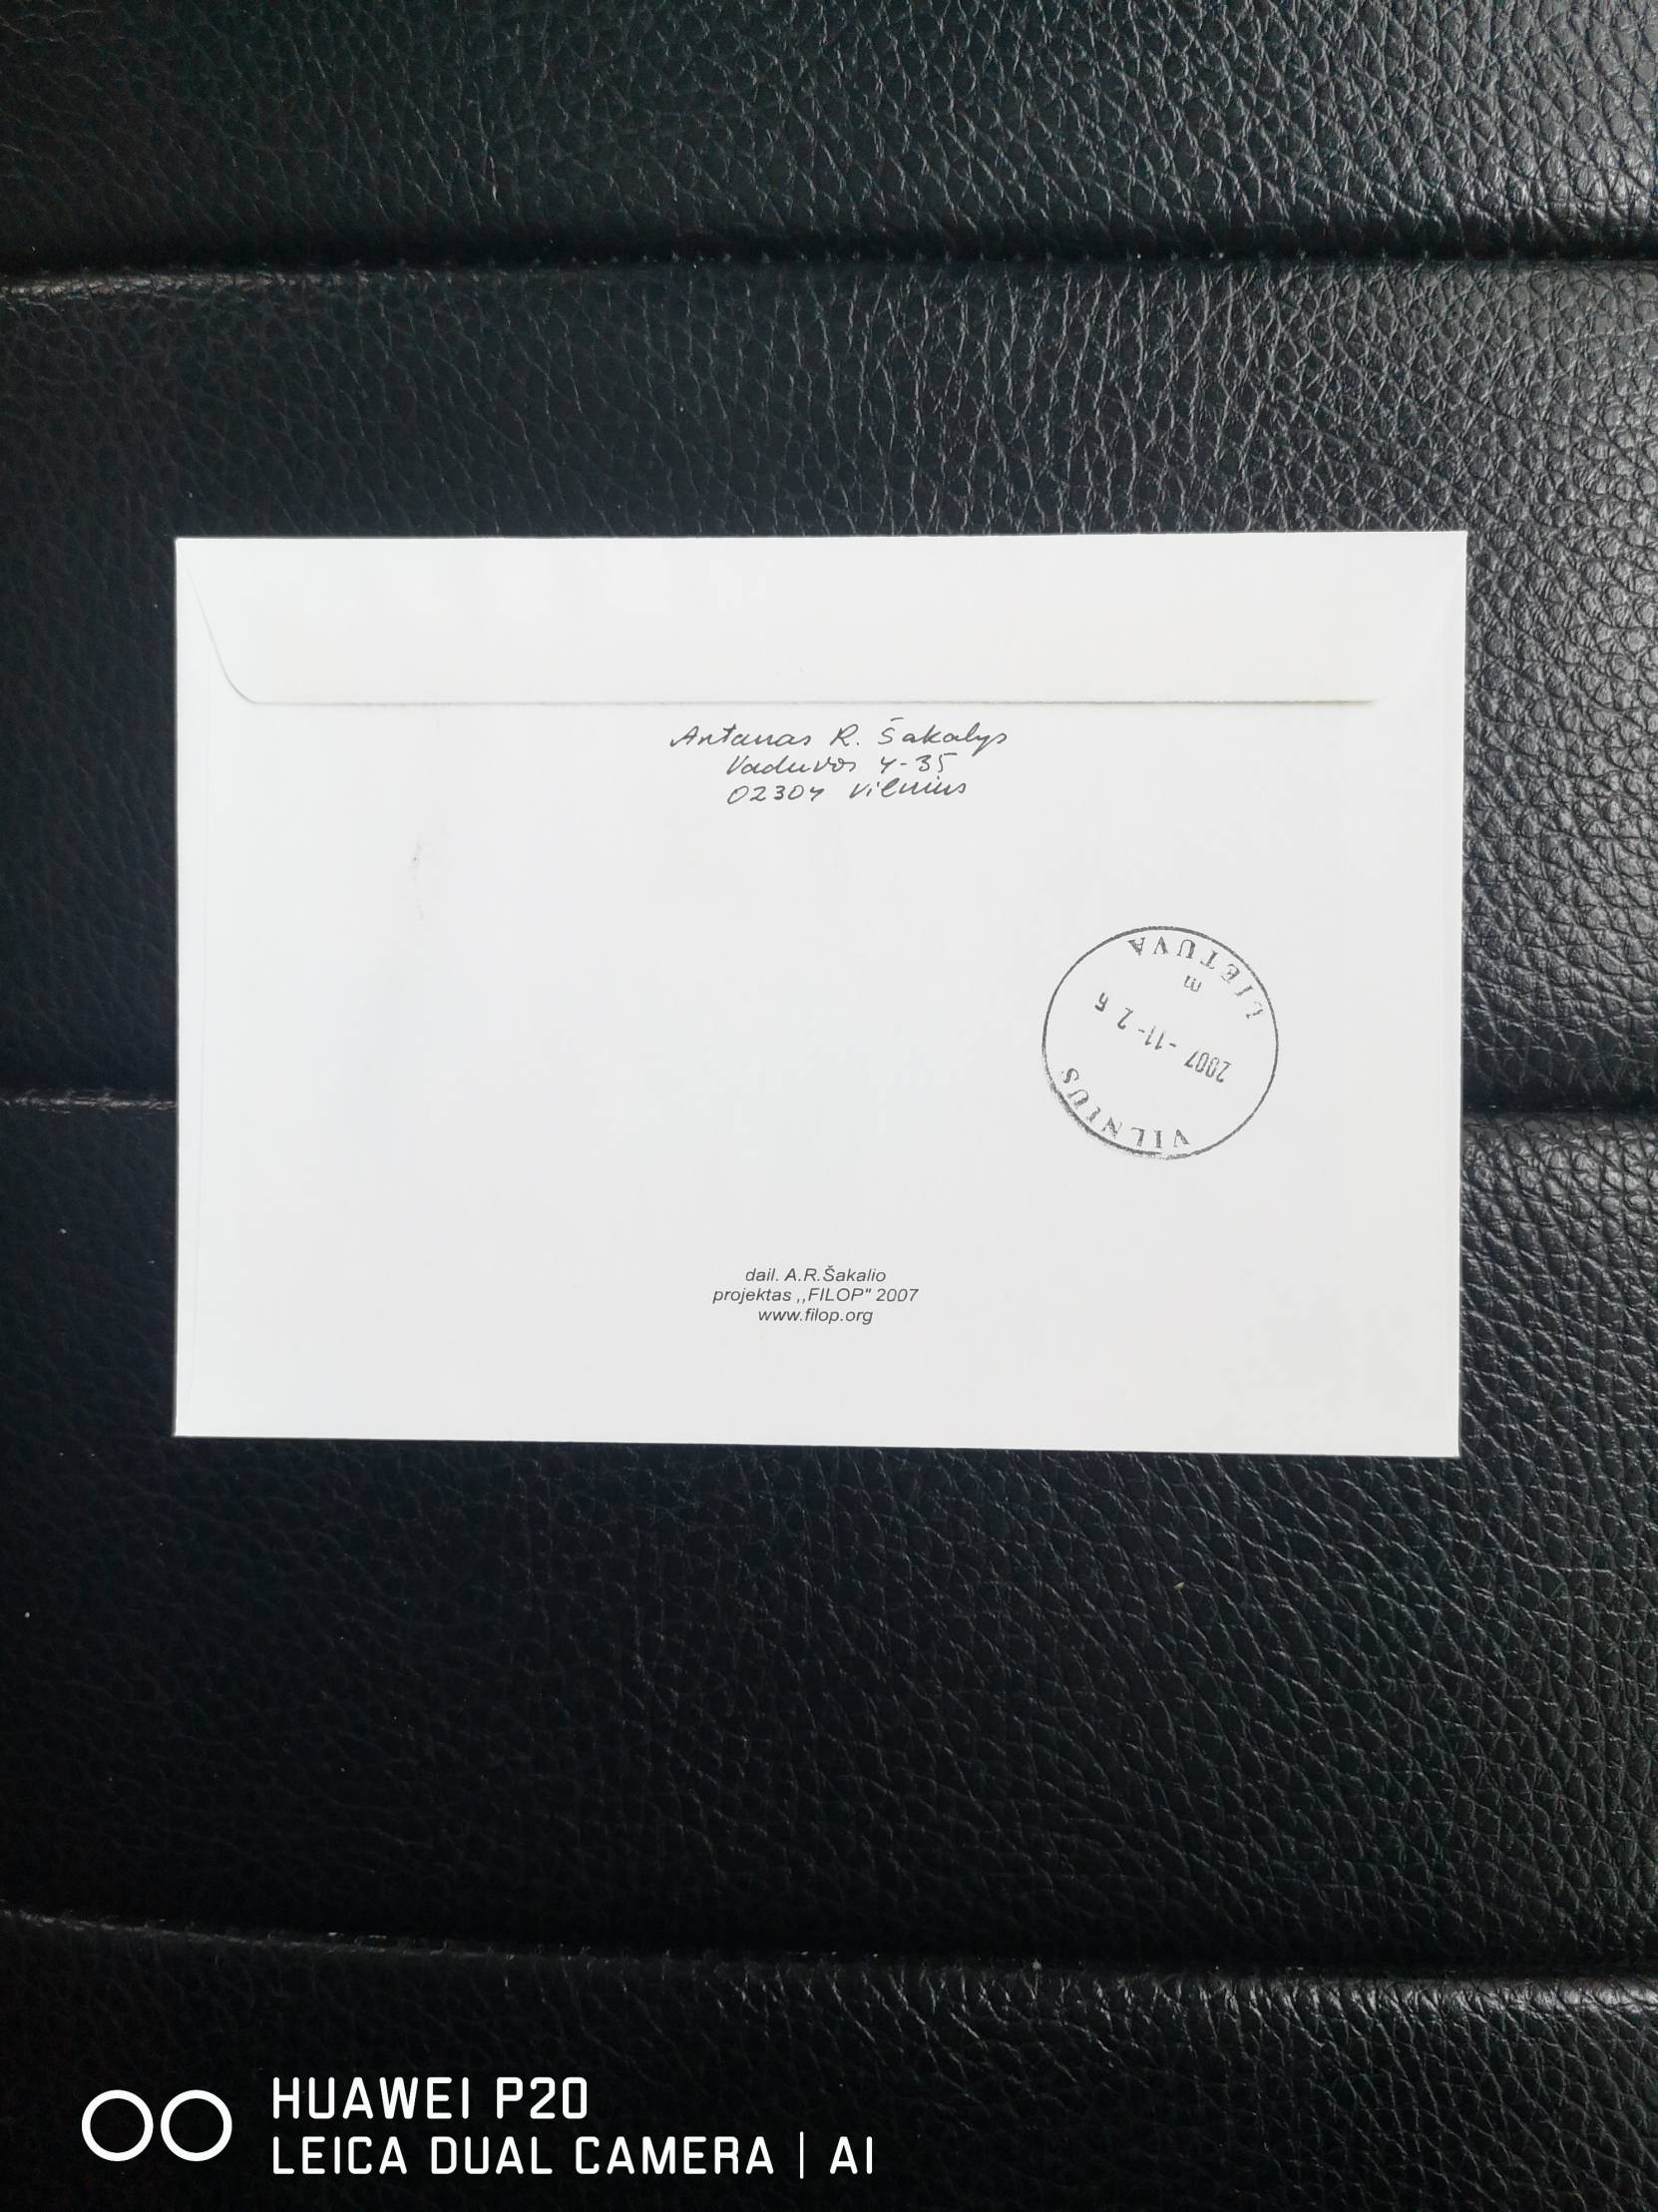 Antanas R. Šakalys
Vaduvos 4-35
02304 Vilnius
LIETUVA
m
2007-11-26
VILNIUS
dail. A.R.Šakalio
projektas ,,FILOP" 2007
www.filop.org
HUAWEI P20
LEICA DUAL CAMERA | AI